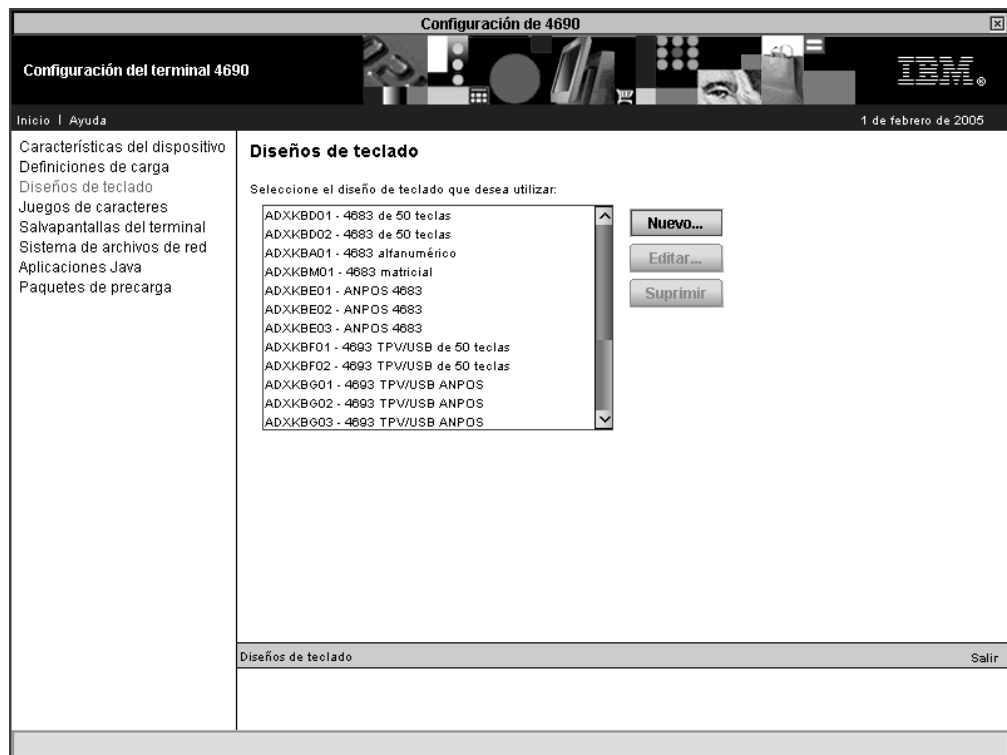 Configuración de 4690
Configuración del terminal 4690
IBM®
Inicio | Ayuda
1 de febrero de 2005
Características del dispositivo
Definiciones de carga
Diseños de teclado
Juegos de caracteres
Salvapantallas del terminal
Sistema de archivos de red
Aplicaciones Java
Paquetes de precarga
Diseños de teclado
Seleccione el diseño de teclado que desea utilizar:
ADXKBD01 - 4683 de 50 teclas
ADXKBD02 - 4683 de 50 teclas
ADXKBA01 - 4683 alfanumérico
ADXKBM01 - 4683 matricial
ADXKBE01 - ANPOS 4683
ADXKBE02 - ANPOS 4683
ADXKBE03 - ANPOS 4683
ADXKBF01 - 4693 TPV/USB de 50 teclas
ADXKBF02 - 4693 TPV/USB de 50 teclas
ADXKBG01 - 4693 TPV/USB ANPOS
ADXKBG02 - 4693 TPV/USB ANPOS
ADXKBG03 - 4693 TPV/USB ANPOS
Nuevo...
Editar...
Suprimir
Diseños de teclado
Salir